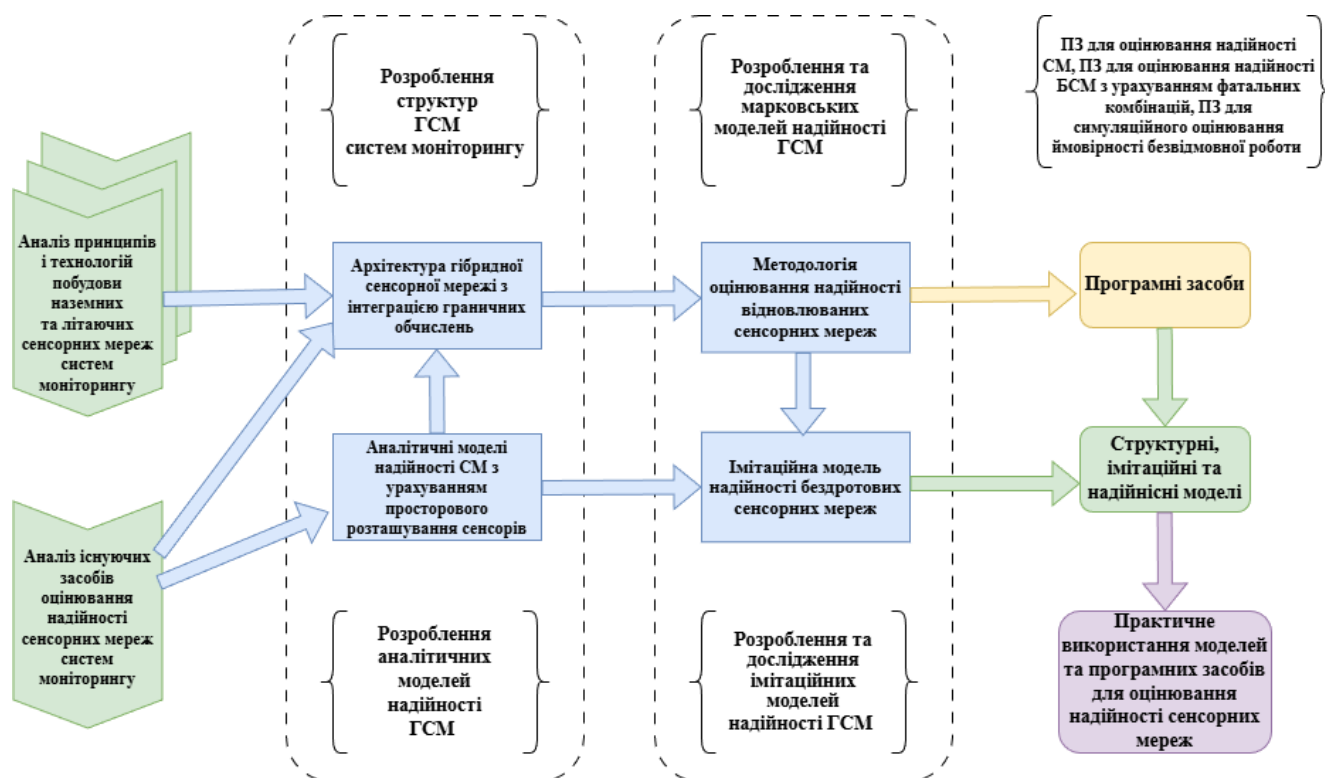 Розроблення
структур
ГСМ
систем моніторингу
Розроблення та
дослідження
марковських
моделей надійності
ГСМ
ПЗ для оцінювання надійності
СМ, ПЗ для оцінювання надійності
БСМ з урахуванням фатальних
комбінацій, ПЗ для
симуляційного оцінювання
ймовірності безвідмовної роботи
Аналіз принципів
і технологій
побудови
наземних
та літаючих
сенсорних мереж
систем
моніторингу
Архітектура гібридної
сенсорної мережі з
інтеграцією граничних
обчислень
Методологія
оцінювання надійності
відновлюваних
сенсорних мереж
Програмні засоби
Аналітичні моделі
надійності СМ з
урахуванням
просторового
розташування сенсорів
Імітаційна модель
надійності бездротових
сенсорних мереж
Структурні,
імітаційні та
надійнісні моделі
Аналіз існуючих
засобів
оцінювання
надійності
сенсорних мереж
систем
моніторингу
Розроблення
аналітичних
моделей
надійності
ГСМ
Розроблення та
дослідження
імітаційних
моделей
надійності ГСМ
Практичне
використання моделей
та програмних засобів
для оцінювання
надійності сенсорних
мереж